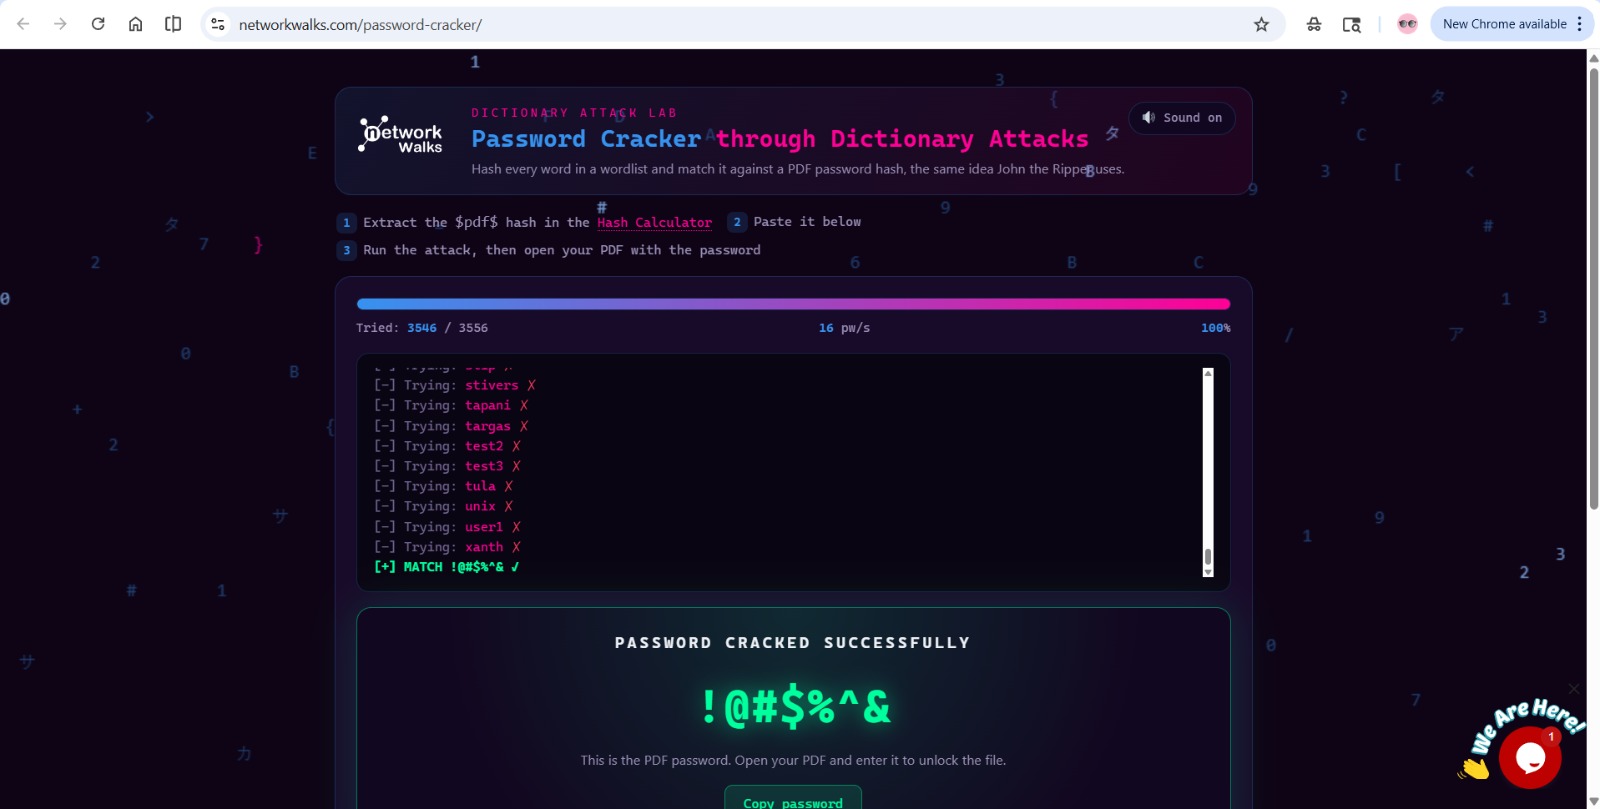 networkwalks.com/password-cracker/
New Chrome available
network
Walks
DICTIONARY ATTACK LAB
Password Cracker through Dictionary Attacks
Hash every word in a wordlist and match it against a PDF password hash, the same idea John the Ripper uses.
Sound on
1 Extract the $pdf$ hash in the Hash Calculator 2 Paste it below
3 Run the attack, then open your PDF with the password
Tried: 3546 / 3556 16 pw/s 100%
[-] Trying: stivers ✗
[-] Trying: tapani ✗
[-] Trying: targas ✗
[-] Trying: test2 ✗
[-] Trying: test3 ✗
[-] Trying: tula ✗
[-] Trying: unix ✗
[-] Trying: user1 ✗
[-] Trying: xanth ✗
[+] MATCH !@#$%^& ✓
PASSWORD CRACKED SUCCESSFULLY
!@#$%^&
This is the PDF password. Open your PDF and enter it to unlock the file.
Copy password
We Are Here!
1